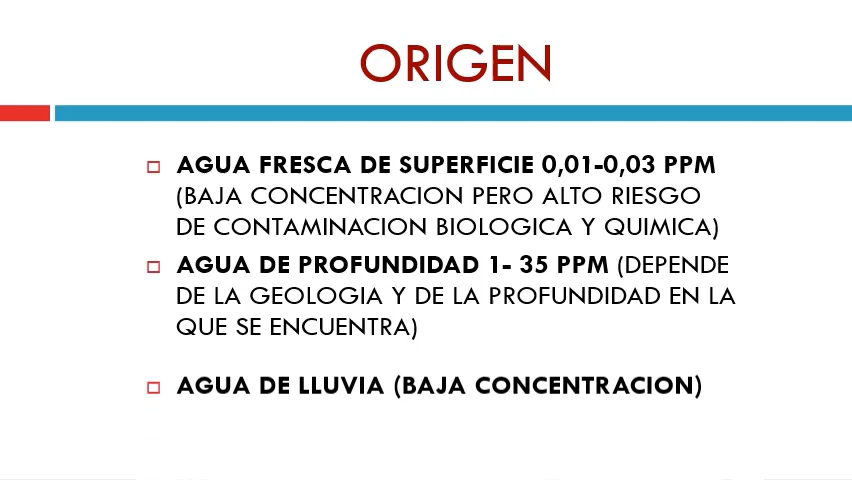 ORIGEN
AGUA FRESCA DE SUPERFICIE 0,01-0,03 PPM
(BAJA CONCENTRACION PERO ALTO RIESGO
DE CONTAMINACION BIOLOGICA Y QUIMICA)
AGUA DE PROFUNDIDAD 1- 35 PPM (DEPENDE
DE LA GEOLOGIA Y DE LA PROFUNDIDAD EN LA
QUE SE ENCUENTRA)
AGUA DE LLUVIA (BAJA CONCENTRACION)